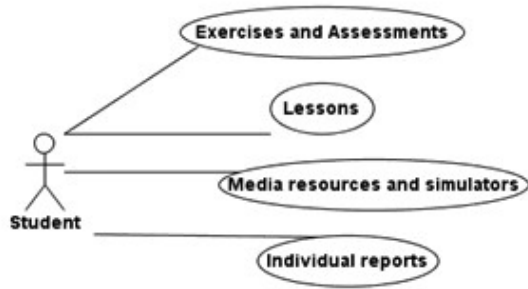 Exercises and Assessments
Lessons
Media resources and simulators
Student
Individual reports